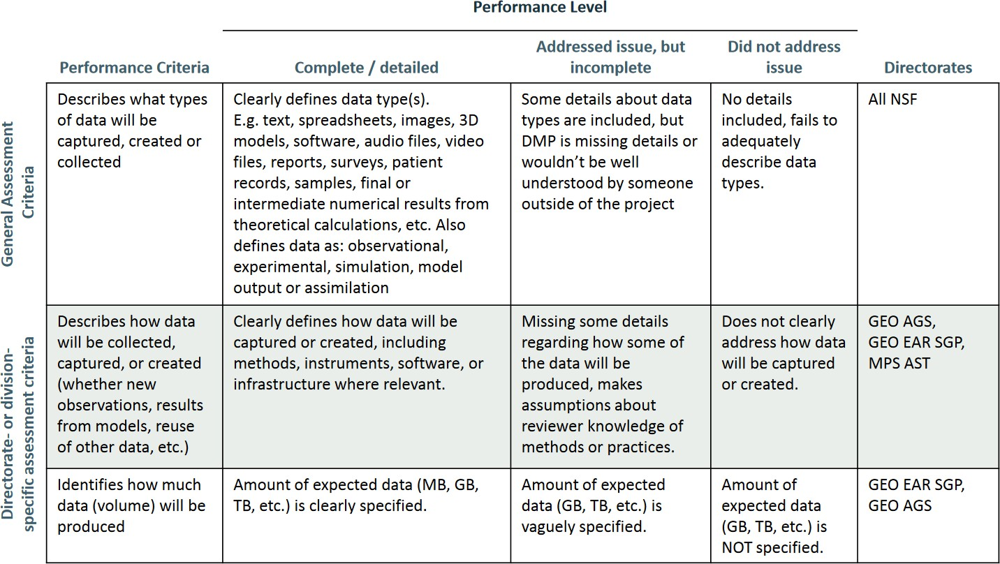 Performance Level
Performance Criteria
Complete / detailed
Addressed issue, but
incomplete
Did not address
issue
Directorates
General Assessment
Criteria
Describes what types
of data will be
captured, created or
collected
Clearly defines data type(s).
E.g. text, spreadsheets, images, 3D
models, software, audio files, video
files, reports, surveys, patient
records, samples, final or
intermediate numerical results from
theoretical calculations, etc. Also
defines data as: observational,
experimental, simulation, model
output or assimilation
Some details about data
types are included, but
DMP is missing details or
wouldn’t be well
understood by someone
outside of the project
No details
included, fails to
adequately
describe data
types.
All NSF
Directorate- or division-
specific assessment criteria
Describes how data
will be collected,
captured, or created
(whether new
observations, results
from models, reuse
of other data, etc.)
Clearly defines how data will be
captured or created, including
methods, instruments, software, or
infrastructure where relevant.
Missing some details
regarding how some of
the data will be
produced, makes
assumptions about
reviewer knowledge of
methods or practices.
Does not clearly
address how data
will be captured
or created.
GEO AGS,
GEO EAR SGP,
MPS AST
Identifies how much
data (volume) will be
produced
Amount of expected data (MB, GB,
TB, etc.) is clearly specified.
Amount of expected
data (GB, TB, etc.) is
vaguely specified.
Amount of
expected data
(GB, TB, etc.) is
NOT specified.
GEO EAR SGP,
GEO AGS